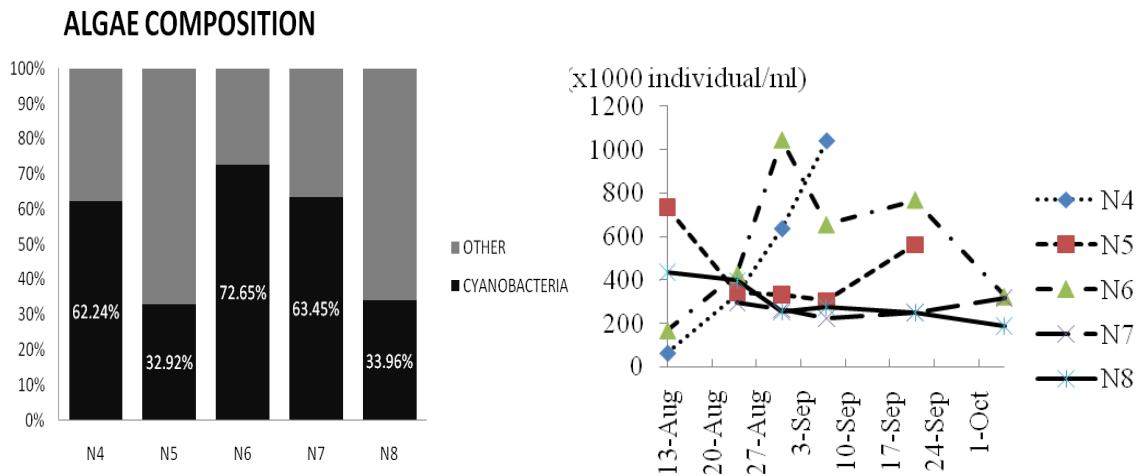 ALGAE COMPOSITION
100%
90%
80%
70%
60%
50%
40%
30%
20%
10%
0%
62.24%
32.92%
72.65%
63.45%
33.96%
N4 N5 N6 N7 N8
OTHER
CYANOBACTERIA
(x1000 individual/ml)
1200
1000
800
600
400
200
0
13-Aug
20-Aug
27-Aug
3-Sep
10-Sep
17-Sep
24-Sep
1-Oct
N4
N5
N6
N7
N8